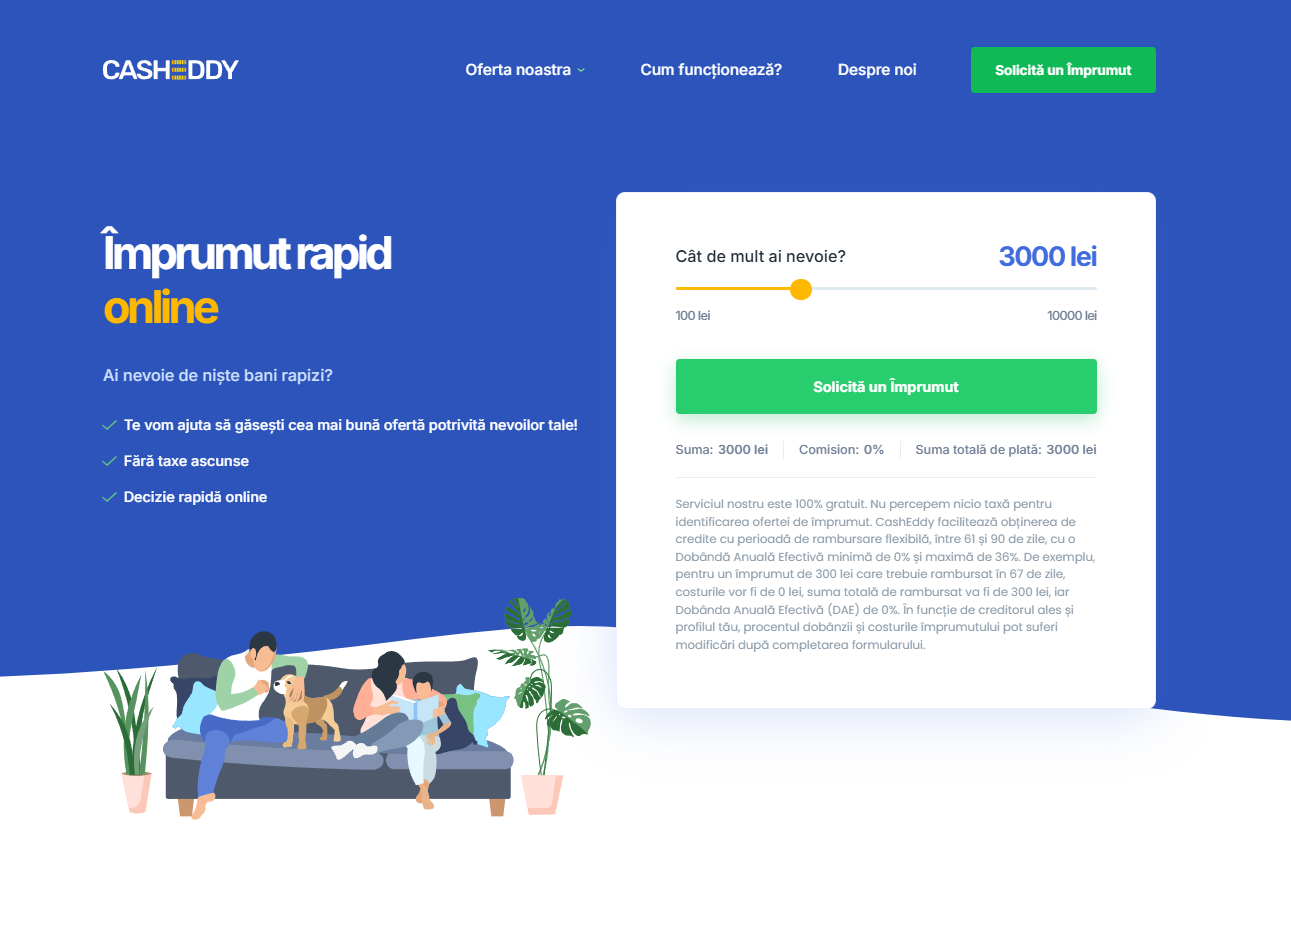 CASHEDDY
Oferta noastra
Cum funcționează?
Despre noi
Solicită un Împrumut
Împrumut rapid
online
Ai nevoie de niște bani rapizi?
Te vom ajuta să găsești cea mai bună ofertă potrivită nevoilor tale!
Fără taxe ascunse
Decizie rapidă online
Cât de mult ai nevoie?
3000 lei
100 lei
10000 lei
Solicită un Împrumut
Suma: 3000 lei
Comision: 0%
Suma totală de plată: 3000 lei
Serviciul nostru este 100% gratuit. Nu percepem nicio taxă pentru
identificarea ofertei de împrumut. CashEddy facilitează obținerea de
credite cu perioadă de rambursare flexibilă, între 61 și 90 de zile, cu o
Dobândă Anuală Efectivă minimă de 0% și maximă de 36%. De exemplu,
pentru un împrumut de 300 lei care trebuie rambursat în 67 de zile,
costurile vor fi de 0 lei, suma totală de rambursat va fi de 300 lei, iar
Dobânda Anuală Efectivă (DAE) de 0%. În funcție de creditorul ales și
profilul tău, procentul dobânzii și costurile împrumutului pot suferi
modificări după completarea formularului.